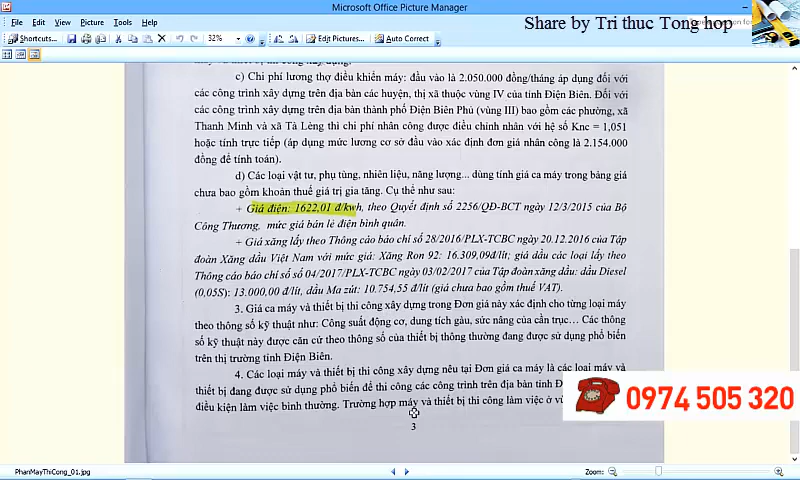 Microsoft Office Picture Manager
Share by Tri thuc Tong hop
File Edit View Picture Tools Help
Shortcuts... 32% Edit Pictures... Auto Correct
c) Chi phí lương thợ điều khiển máy: đầu vào là 2.050.000 đồng/tháng áp dụng đối với
các công trình xây dựng trên địa bàn các huyện, thị xã thuộc vùng IV của tỉnh Điện Biên. Đối với
các công trình xây dựng trên địa bàn thành phố Điện Biên Phủ (vùng III) bao gồm các phường, xã
Thanh Minh và xã Tà Lèng thì chi phí nhân công được điều chỉnh nhân với hệ số Knc = 1,051
hoặc tính trực tiếp (áp dụng mức lương cơ sở đầu vào xác định đơn giá nhân công là 2.154.000
đồng để tính toán).
d) Các loại vật tư, phụ tùng, nhiên liệu, năng lượng... dùng tính giá ca máy trong bảng giá
chưa bao gồm khoản thuế giá trị gia tăng. Cụ thể như sau:
+ Giá điện: 1622,01 đ/kwh, theo Quyết định số 2256/QĐ-BCT ngày 12/3/2015 của Bộ
Công Thương, mức giá bán lẻ điện bình quân.
+ Giá xăng lấy theo Thông cáo báo chí số 28/2016/PLX-TCBC ngày 20.12.2016 của Tập
đoàn Xăng dầu Việt Nam với mức giá: Xăng Ron 92: 16.309,09đ/lít; giá dầu các loại lấy theo
Thông cáo báo chí số số 04/2017/PLX-TCBC ngày 03/02/2017 của Tập đoàn xăng dầu: dầu Diesel
(0,05S): 13.000,00 đ/lít, dầu Ma zút: 10.754,55 đ/lít (giá chưa bao gồm thuế VAT).
3. Giá ca máy và thiết bị thi công xây dựng trong Đơn giá này xác định cho từng loại máy
theo thông số kỹ thuật như: Công suất động cơ, dung tích gàu, sức nâng của cần trục... Các thông
số kỹ thuật này được căn cứ theo thông số của thiết bị thông thường đang được sử dụng phổ biến
trên thị trường tỉnh Điện Biên.
4. Các loại máy và thiết bị thi công xây dựng nêu tại Đơn giá ca máy là các loại máy và
thiết bị đang được sử dụng phổ biến để thi công các công trình trên địa bàn tỉnh
điều kiện làm việc bình thường. Trường hợp máy và thiết bị thi công làm việc ở
0974 505 320
3
PhanMayThiCong_01.jpg
Zoom: